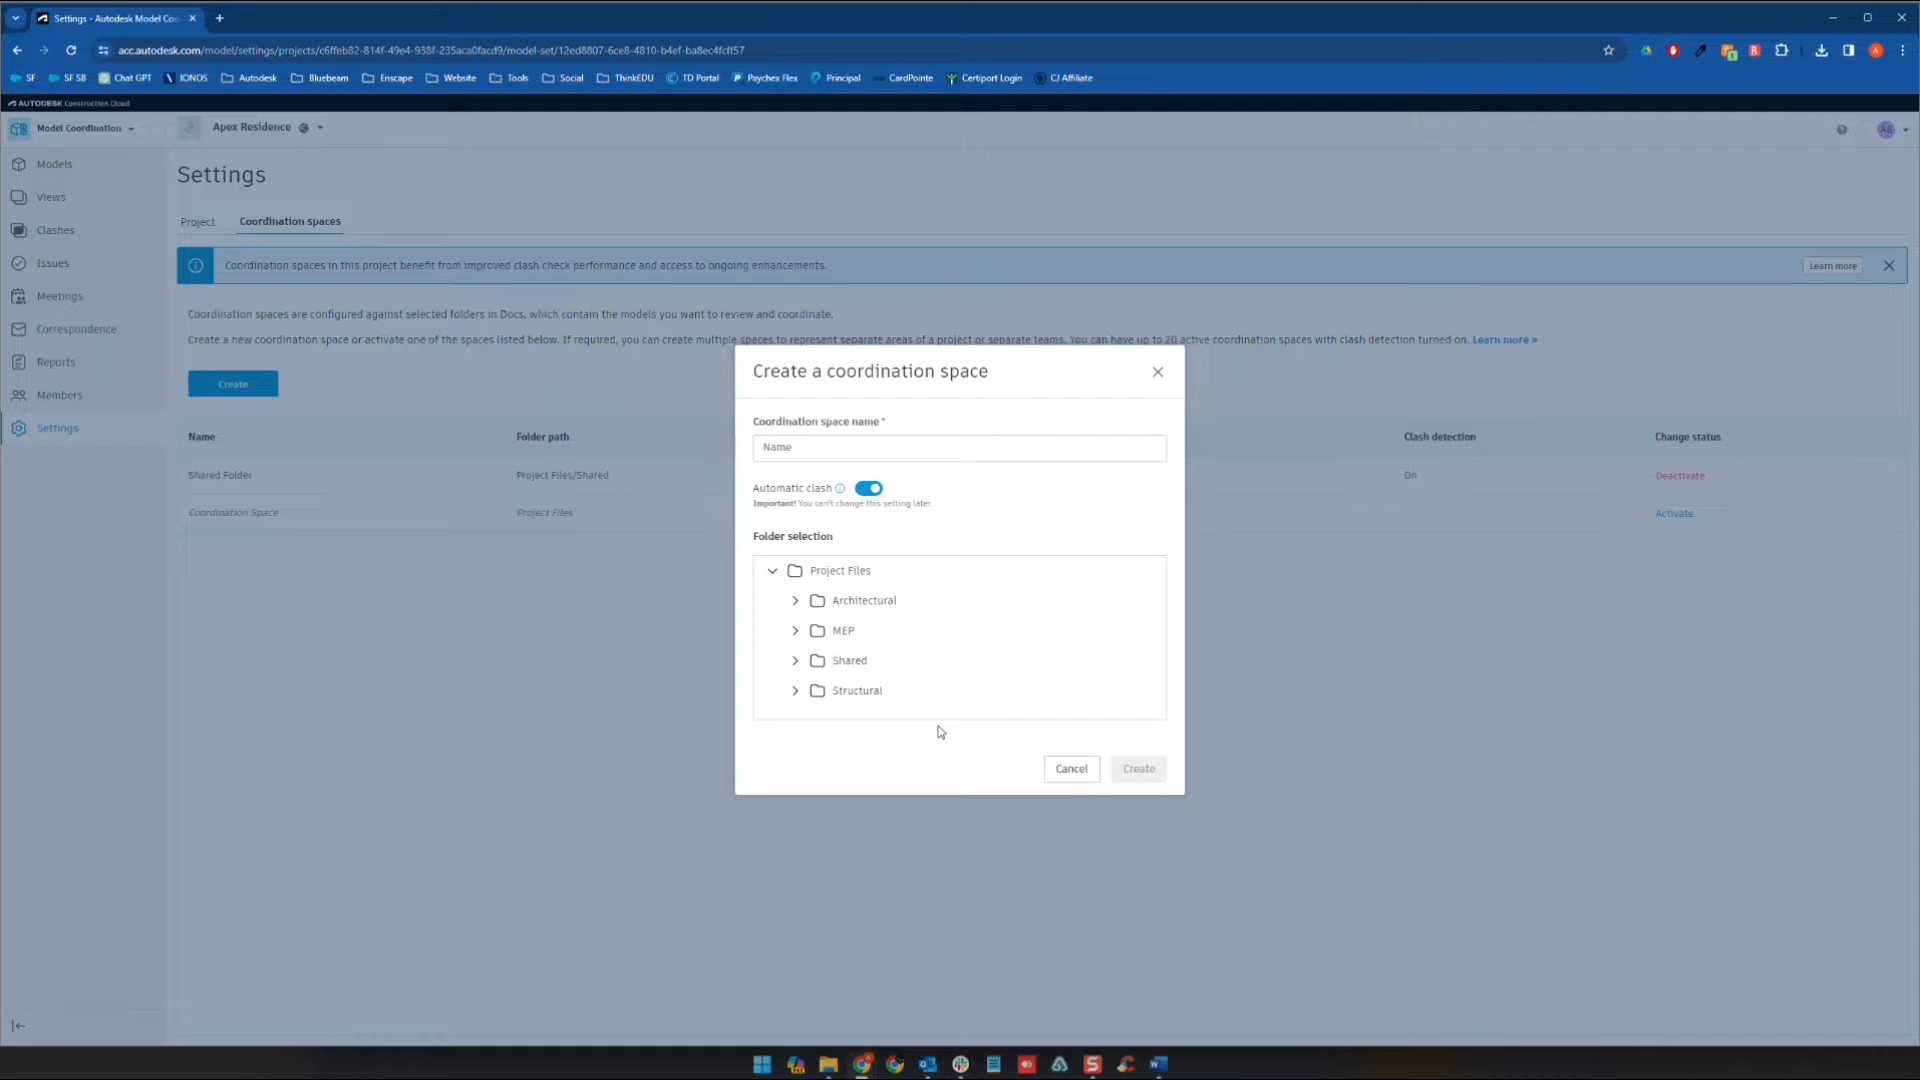 Settings - Autodesk Model Coo
acc.autodesk.com/model/settings/projects/c6ffeb82-814f-49e4-938f-235aca0facd9/model-set/12ed8807-6ce8-4810-b4ef-ba8ec4fcff57
SF SF SB Chat GPT IONOS Autodesk Bluebeam Enscape Website Tools Social ThinkEDU TD Portal Paychex Flex Principal CardPointe Certiport Login CJ Affiliate
AUTODESK Construction Cloud
Model Coordination Apex Residence AB
Models
Views
Clashes
Issues
Meetings
Correspondence
Reports
Members
Settings
Settings
Project Coordination spaces
Coordination spaces in this project benefit from improved clash check performance and access to ongoing enhancements. Learn more
Coordination spaces are configured against selected folders in Docs, which contain the models you want to review and coordinate.
Create a new coordination space or activate one of the spaces listed below. If required, you can create multiple spaces to represent separate areas of a project or separate teams. You can have up to 20 active coordination spaces with clash detection turned on. Learn more »
Create
Name Folder path Clash detection Change status
Shared Folder Project Files/Shared On Deactivate
Coordination Space Project Files Activate
Create a coordination space
Coordination space name *
Name
Automatic clash
Important! You can't change this setting later.
Folder selection
Project Files
Architectural
MEP
Shared
Structural
Cancel Create